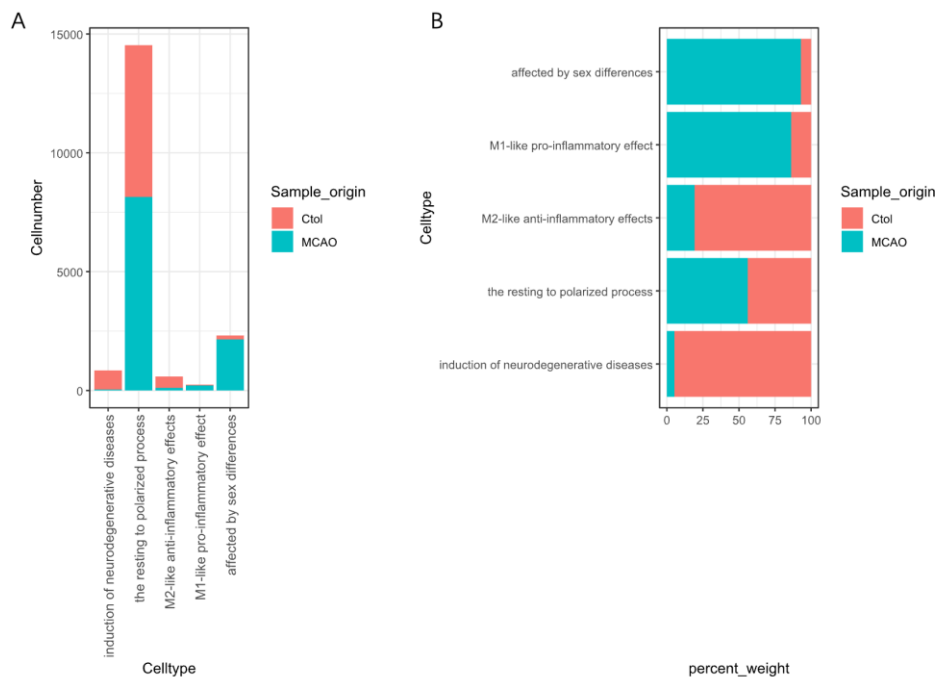 A
15000
10000
5000
0
Cellnumber
induction of neurodegenerative diseases
the resting to polarized process
M2-like anti-inflammatory effects
M1-like pro-inflammatory effect
affected by sex differences
Celltype
Sample_origin
Ctol
MCAO
B
affected by sex differences
M1-like pro-inflammatory effect
M2-like anti-inflammatory effects
the resting to polarized process
induction of neurodegenerative diseases
Celltype
0 25 50 75 100
percent_weight
Sample_origin
Ctol
MCAO